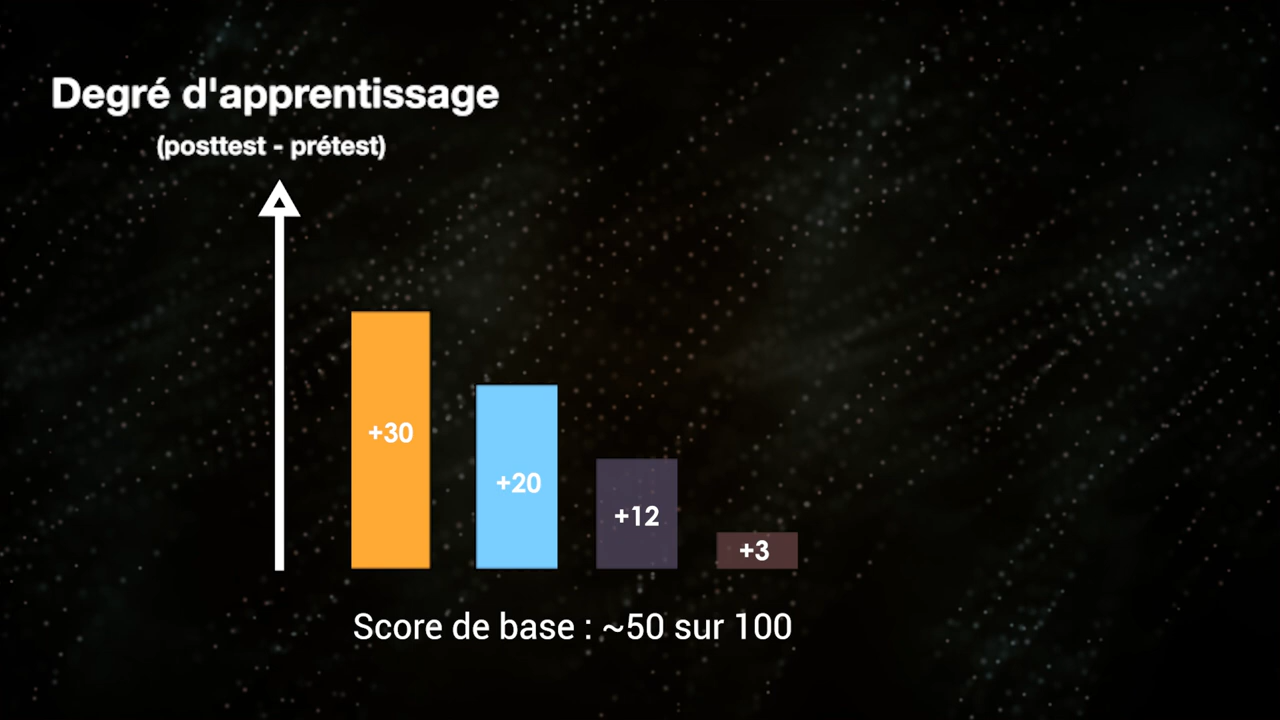 Degré d'apprentissage
(posttest - prétest)
+30
+20
+12
+3
Score de base : ~50 sur 100